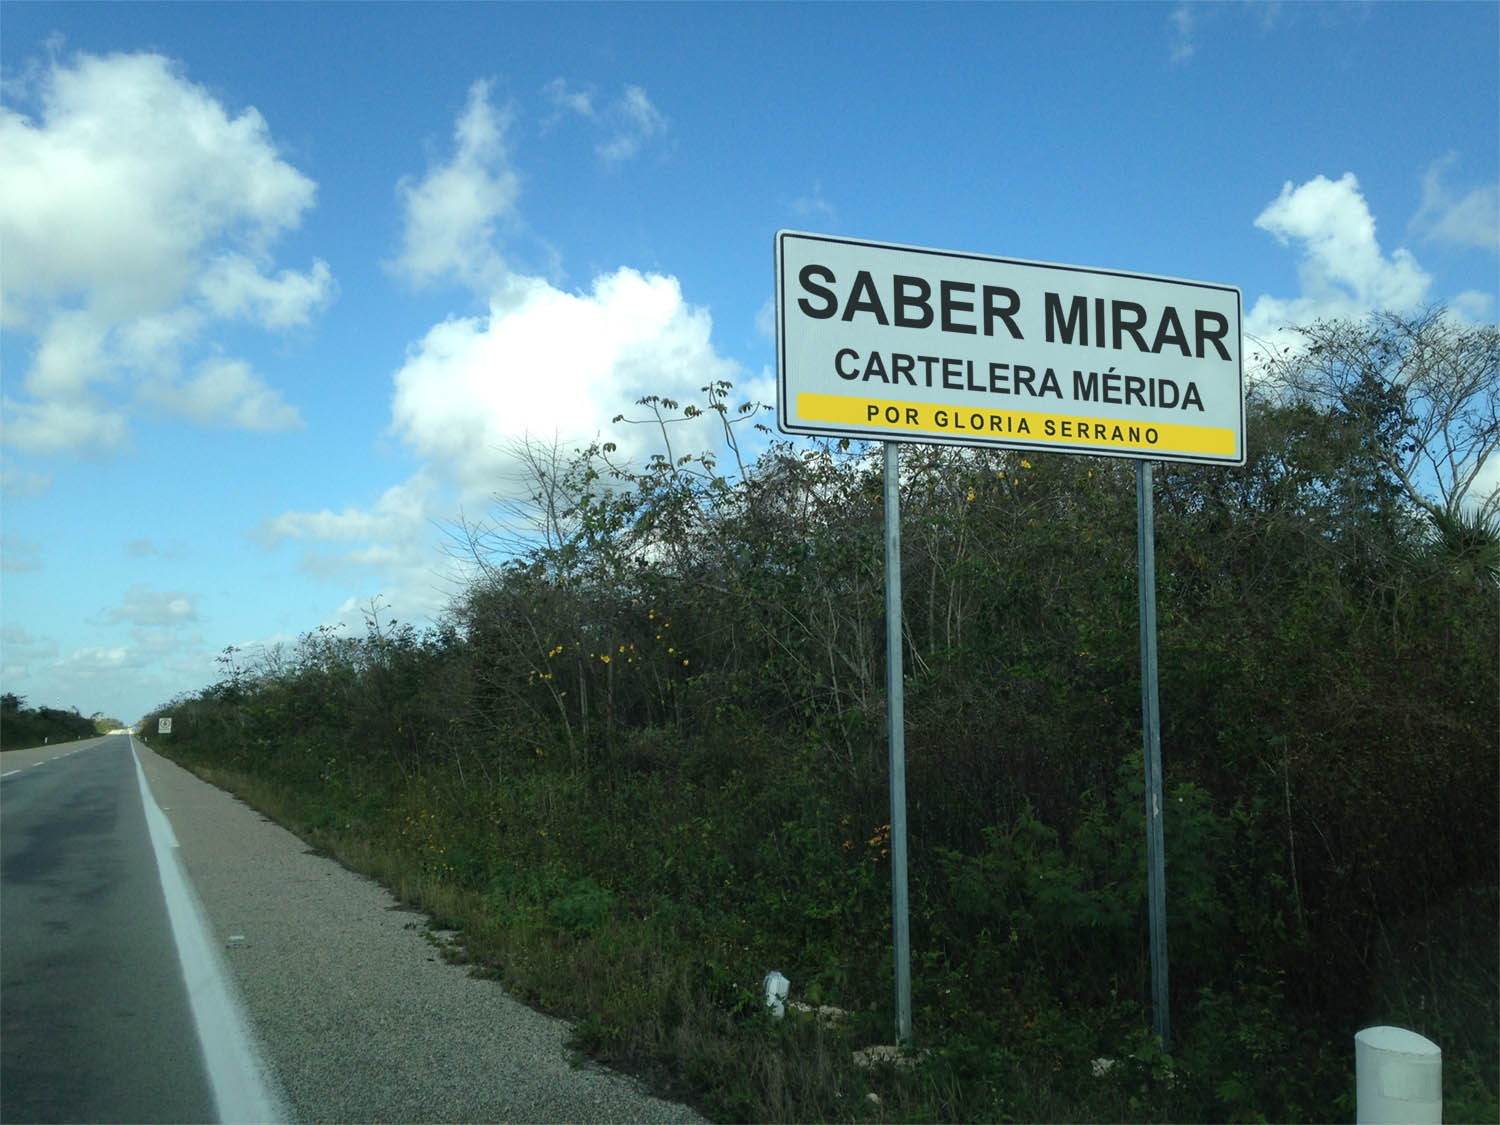 SABER MIRAR
CARTELERA MÉRIDA
POR GLORIA SERRANO